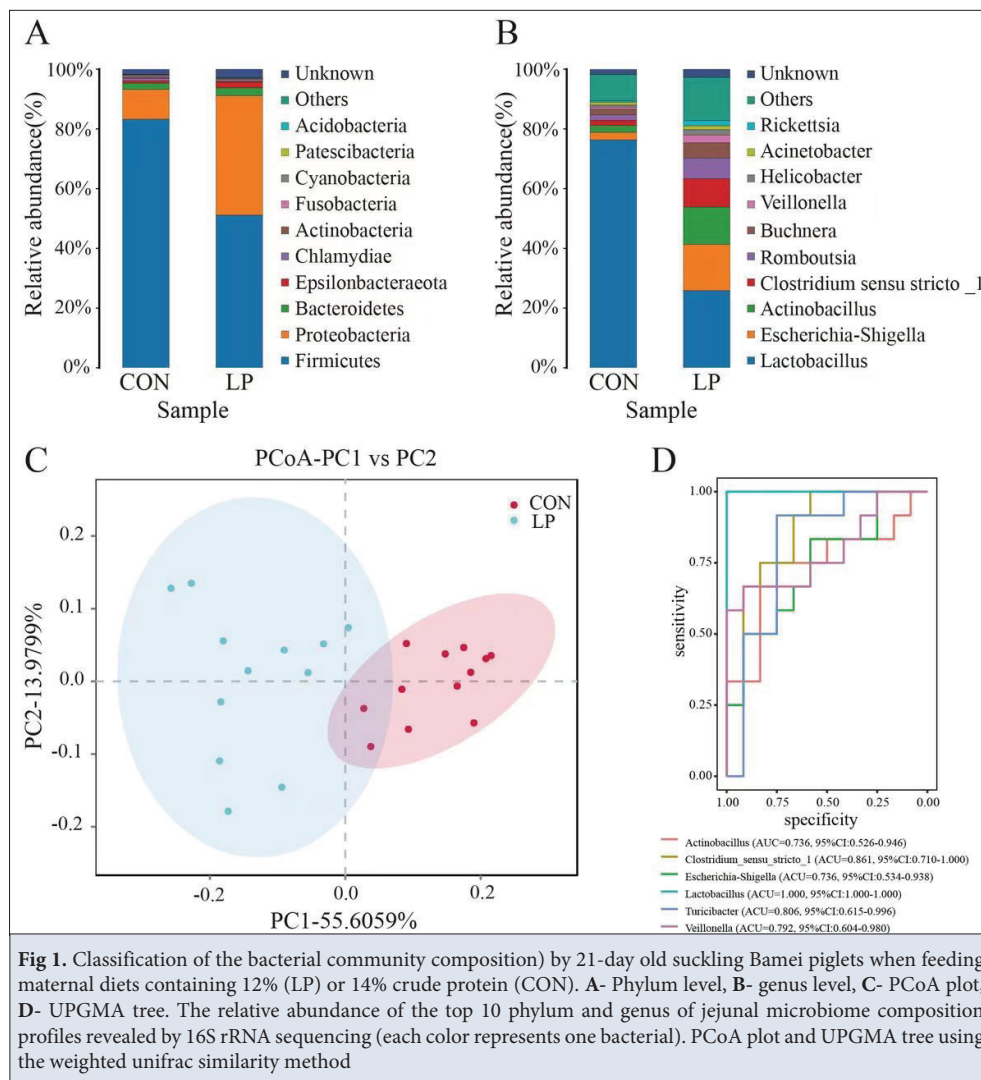 A
100%
80%
60%
40%
20%
0%
Relative abundance(%)
CON
LP
Sample
Unknown
Others
Acidobacteria
Patescibacteria
Cyanobacteria
Fusobacteria
Actinobacteria
Chlamydiae
Epsilonbacteraeota
Bacteroidetes
Proteobacteria
Firmicutes
B
100%
80%
60%
40%
20%
0%
Relative abundance(%)
CON
LP
Sample
Unknown
Others
Rickettsia
Acinetobacter
Helicobacter
Veillonella
Buchnera
Romboutsia
Clostridium sensu stricto _1
Actinobacillus
Escherichia-Shigella
Lactobacillus
C
PCoA-PC1 vs PC2
CON
LP
0.2
0.1
0.0
-0.1
-0.2
PC2-13.9799%
-0.2
0.0
0.2
PC1-55.6059%
D
1.00
0.75
0.50
0.25
0.00
sensitivity
1.00
0.75
0.50
0.25
0.00
specificity
Actinobacillus (AUC=0.736, 95%CI:0.526-0.946)
Clostridium_sensu_stricto_1 (ACU=0.861, 95%CI:0.710-1.000)
Escherichia-Shigella (ACU=0.736, 95%CI:0.534-0.938)
Lactobacillus (ACU=1.000, 95%CI:1.000-1.000)
Turicibacter (ACU=0.806, 95%CI:0.615-0.996)
Veillonella (ACU=0.792, 95%CI:0.604-0.980)
Fig 1. Classification of the bacterial community composition) by 21-day old suckling Bamei piglets when feeding
maternal diets containing 12% (LP) or 14% crude protein (CON). A- Phylum level, B- genus level, C- PCoA plot,
D- UPGMA tree. The relative abundance of the top 10 phylum and genus of jejunal microbiome composition
profiles revealed by 16S rRNA sequencing (each color represents one bacterial). PCoA plot and UPGMA tree using
the weighted unifrac similarity method